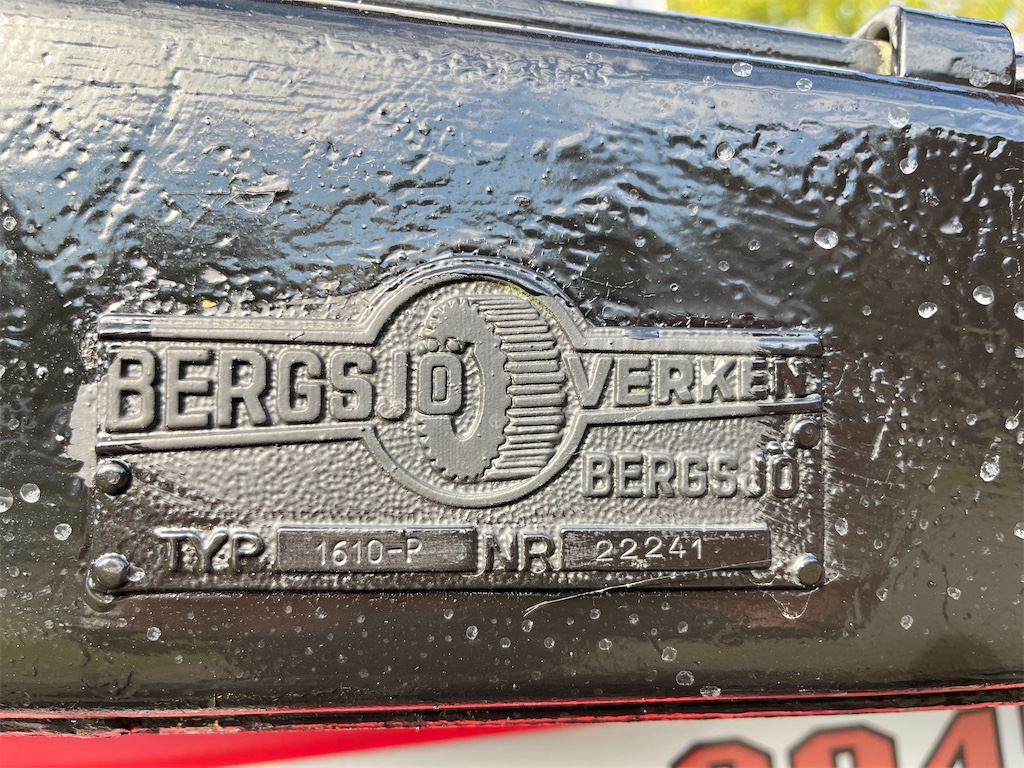 BERGSJÖ VERKEN
BERGSJÖ
TYP 1610-P NR 22241